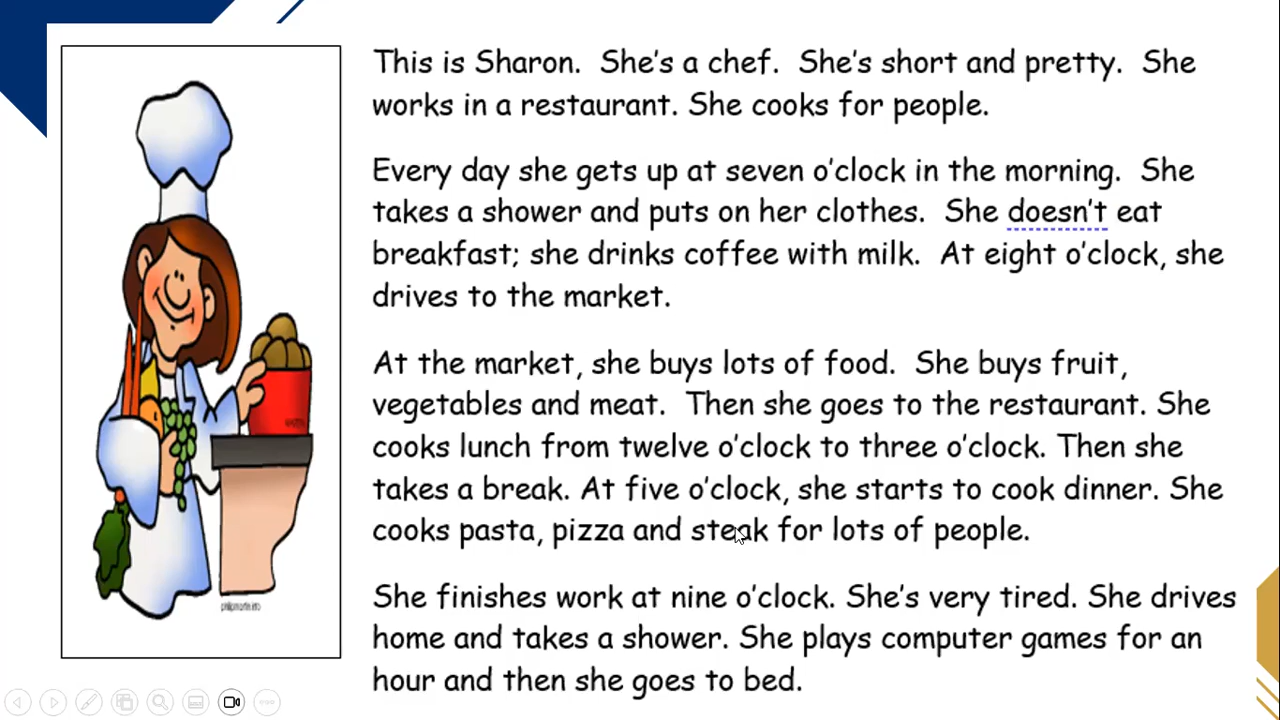 This is Sharon.  She's a chef.  She's short and pretty.  She
works in a restaurant. She cooks for people.
Every day she gets up at seven o'clock in the morning.  She
takes a shower and puts on her clothes.  She doesn't eat
breakfast; she drinks coffee with milk.  At eight o'clock, she
drives to the market.
At the market, she buys lots of food.  She buys fruit,
vegetables and meat.  Then she goes to the restaurant. She
cooks lunch from twelve o'clock to three o'clock. Then she
takes a break. At five o'clock, she starts to cook dinner. She
cooks pasta, pizza and steak for lots of people.
She finishes work at nine o'clock. She's very tired. She drives
home and takes a shower. She plays computer games for an
hour and then she goes to bed.